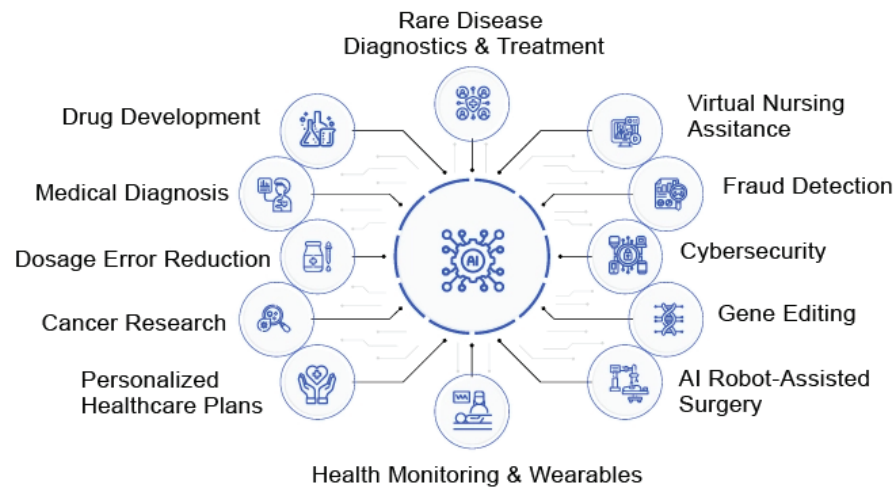 Rare Disease
Diagnostics & Treatment
Drug Development
Virtual Nursing
Assitance
Medical Diagnosis
Fraud Detection
Dosage Error Reduction
AI
Cybersecurity
Cancer Research
Gene Editing
Personalized
Healthcare Plans
AI Robot-Assisted
Surgery
Health Monitoring & Wearables